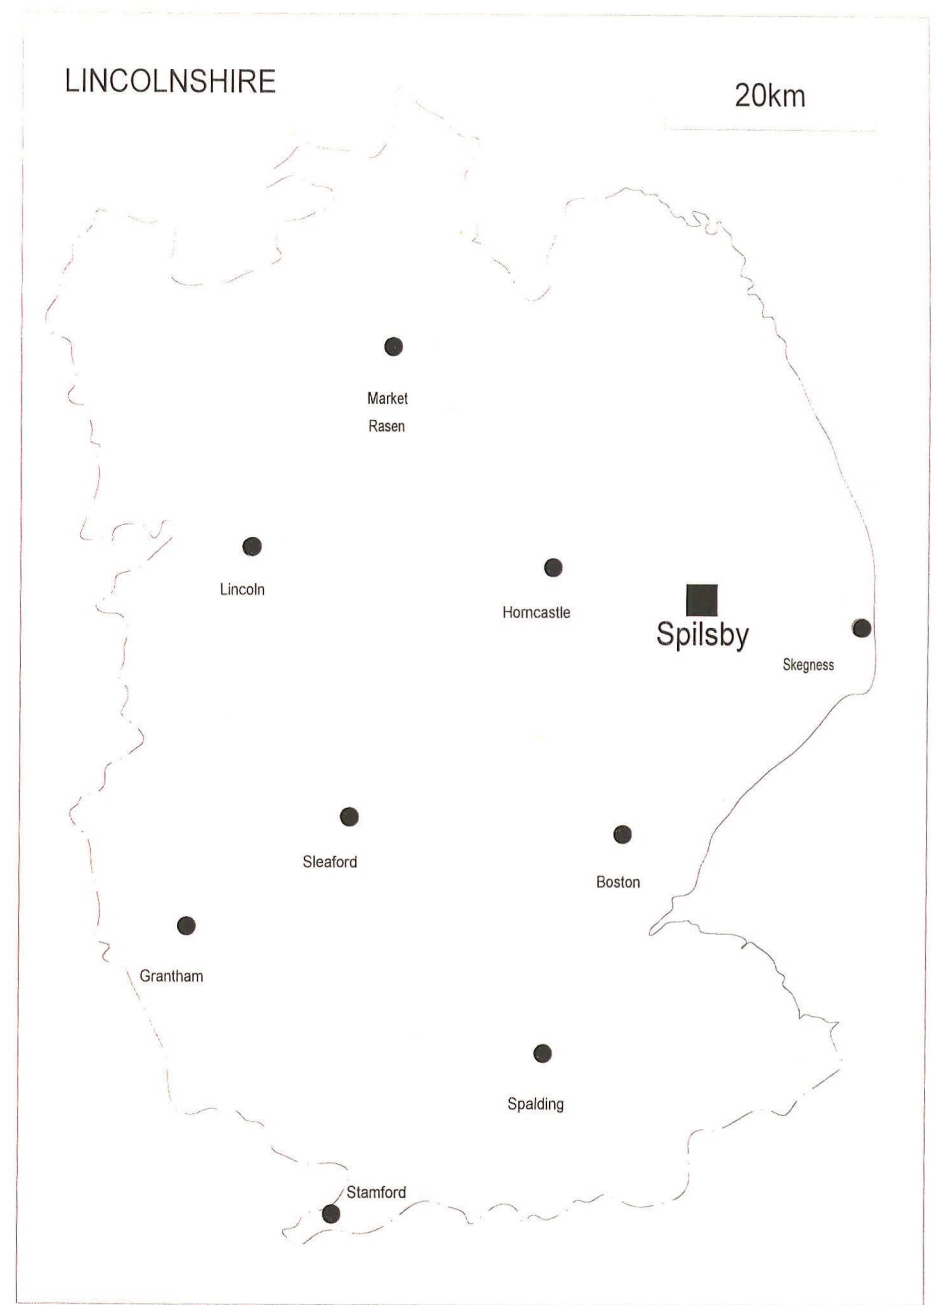 LINCOLNSHIRE
20km
Market
Rasen
Lincoln
Horncastle
Spilsby
Skegness
Sleaford
Boston
Grantham
Spalding
Stamford